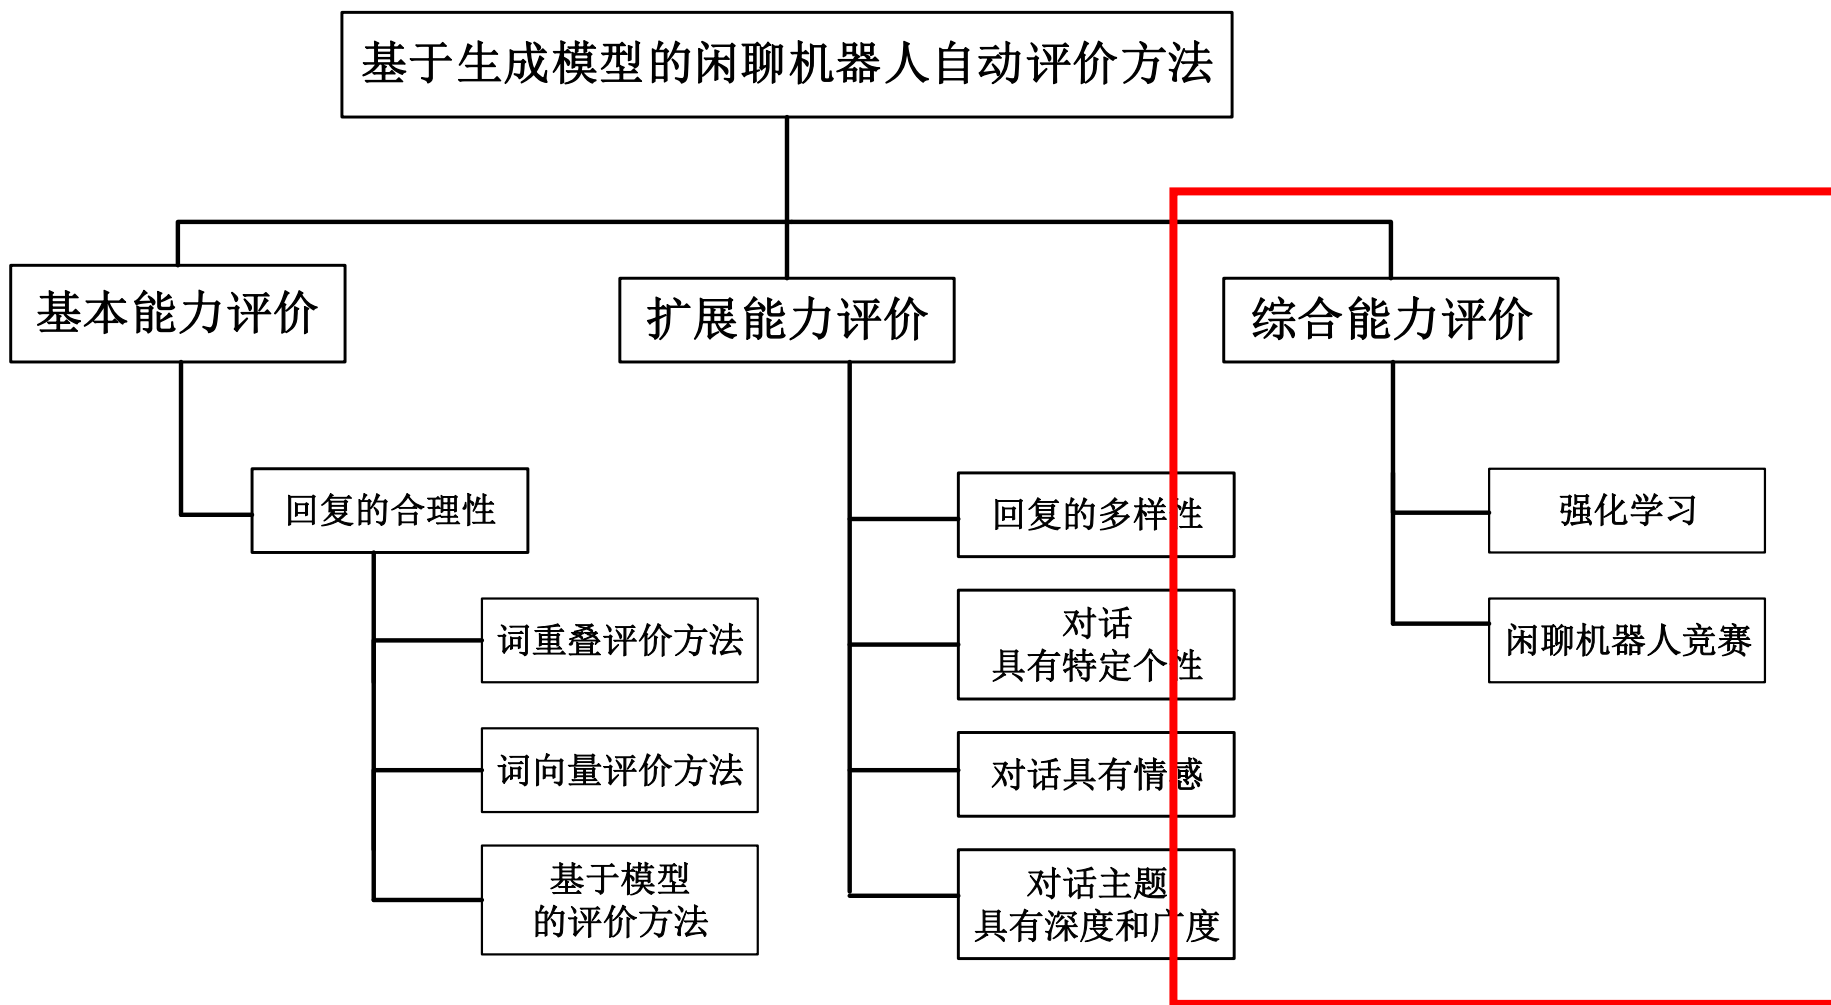 基于生成模型的闲聊机器人自动评价方法
基本能力评价
扩展能力评价
综合能力评价
回复的合理性
词重叠评价方法
词向量评价方法
基于模型
的评价方法
回复的多样性
对话
具有特定个性
对话具有情感
对话主题
具有深度和广度
强化学习
闲聊机器人竞赛